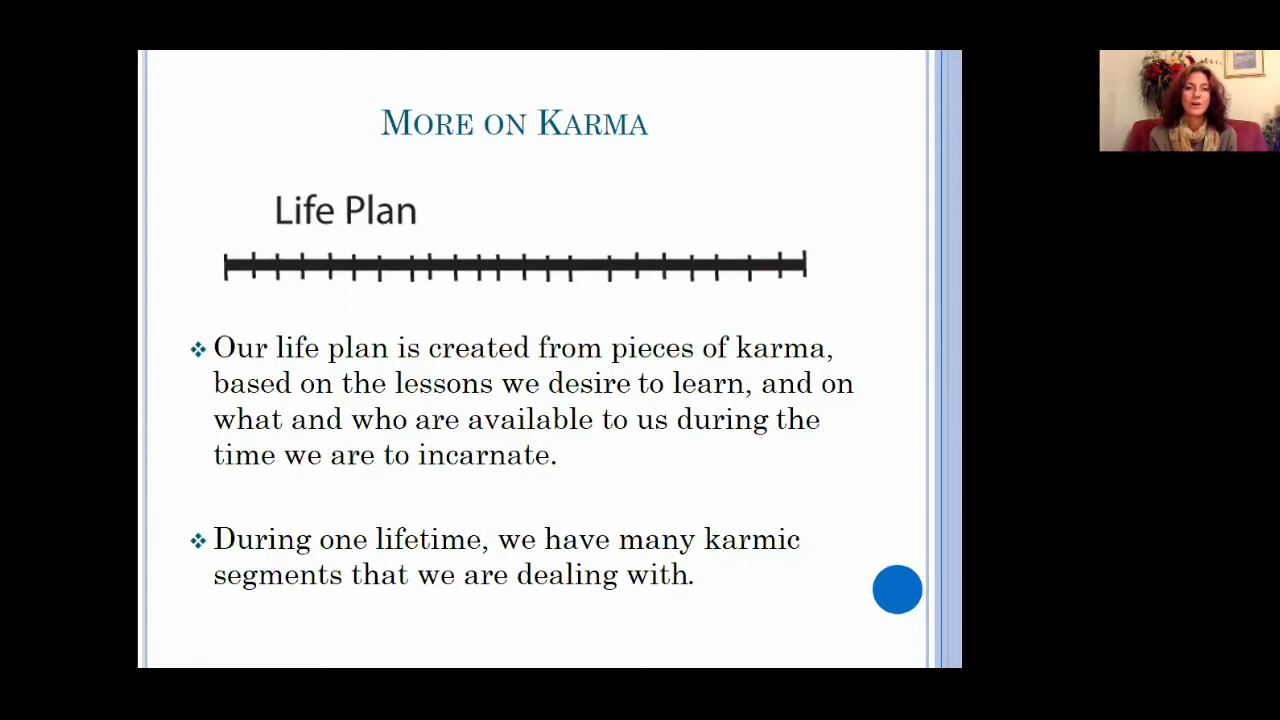 More on Karma
Life Plan
Our life plan is created from pieces of karma,
based on the lessons we desire to learn, and on
what and who are available to us during the
time we are to incarnate.
During one lifetime, we have many karmic
segments that we are dealing with.